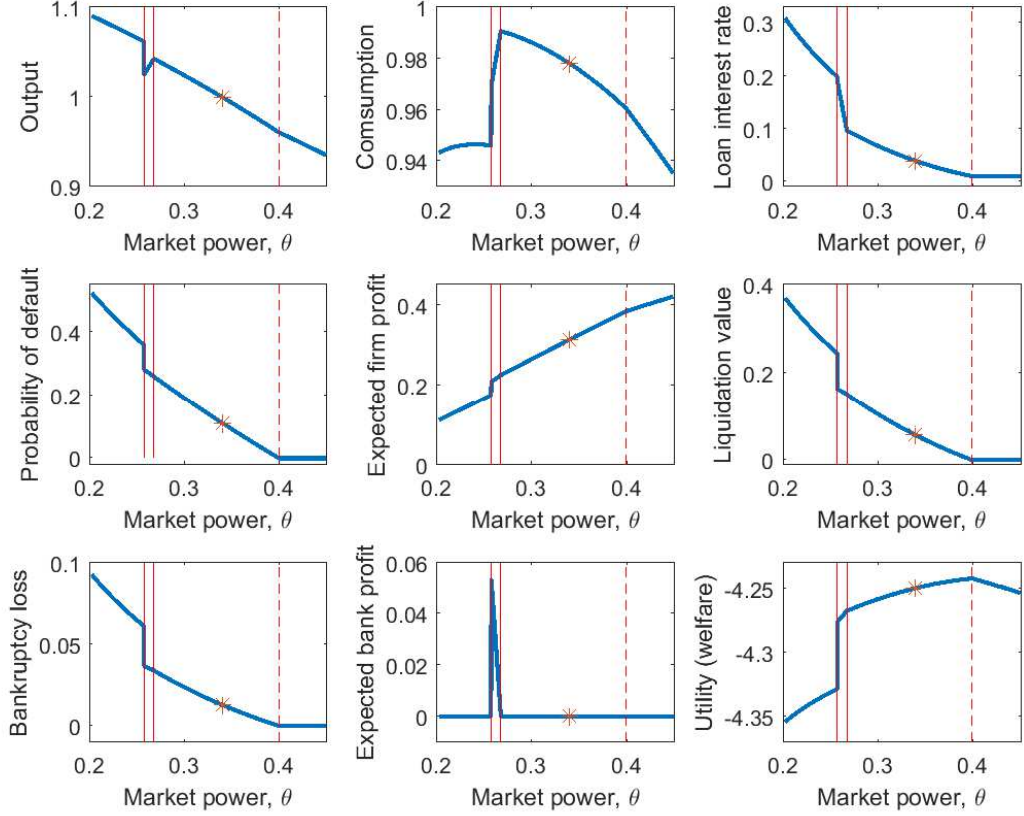 Output
1.1
1
0.9
0.2 0.3 0.4
Market power, θ
Comsumption
1
0.98
0.96
0.94
0.2 0.3 0.4
Market power, θ
Loan interest rate
0.3
0.2
0.1
0
0.2 0.3 0.4
Market power, θ
Probability of default
0.4
0.2
0
0.2 0.3 0.4
Market power, θ
Expected firm profit
0.4
0.2
0
0.2 0.3 0.4
Market power, θ
Liquidation value
0.4
0.2
0
0.2 0.3 0.4
Market power, θ
Bankruptcy loss
0.1
0.05
0
0.2 0.3 0.4
Market power, θ
Expected bank profit
0.06
0.04
0.02
0
0.2 0.3 0.4
Market power, θ
Utility (welfare)
-4.25
-4.3
-4.35
0.2 0.3 0.4
Market power, θ